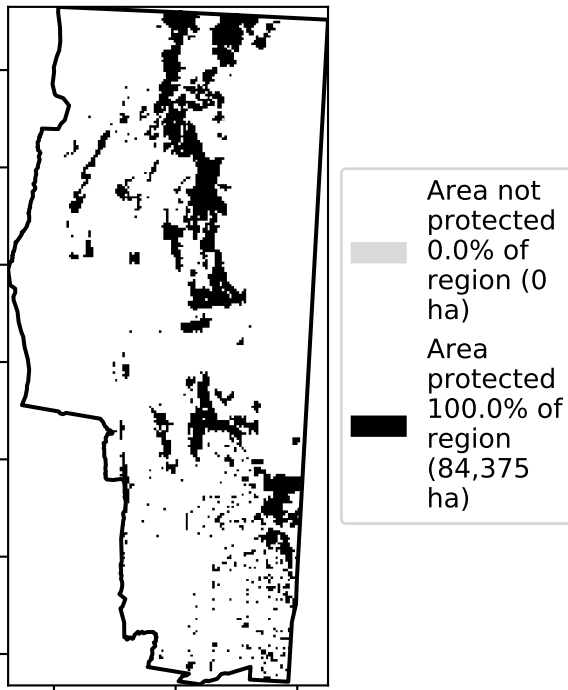 Area not
protected
0.0% of
region (0
ha)
Area
protected
100.0% of
region
(84,375
ha)